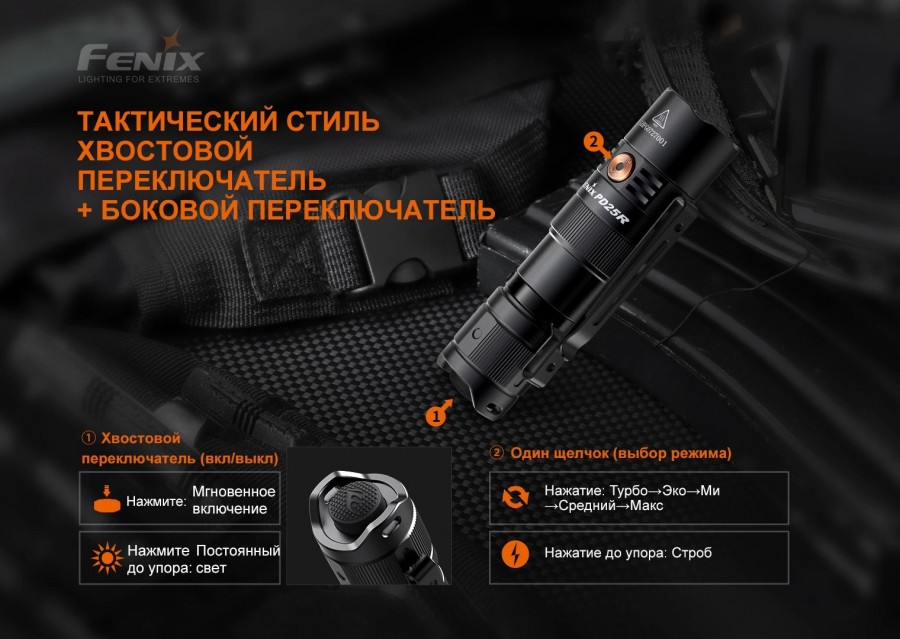 FENIX
LIGHTING FOR EXTREMES
ТАКТИЧЕСКИЙ СТИЛЬ
ХВОСТОВОЙ
ПЕРЕКЛЮЧАТЕЛЬ
+ БОКОВОЙ ПЕРЕКЛЮЧАТЕЛЬ
2
FENIX PD25R
1
① Хвостовой
переключатель (вкл/выкл)
Нажмите: Мгновенное
включение
Нажмите Постоянный
до упора: свет
② Один щелчок (выбор режима)
Нажатие: Турбо→Эко→Ми
→Средний→Макс
Нажатие до упора: Строб